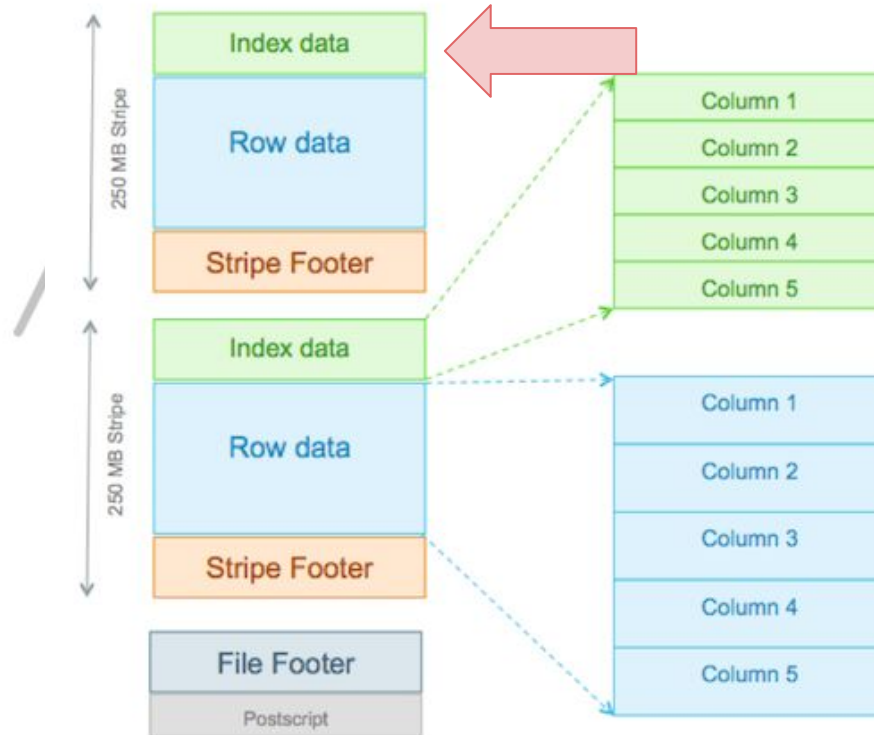 250 MB Stripe
Index data
Row data
Stripe Footer
250 MB Stripe
Index data
Row data
Stripe Footer
File Footer
Postscript
Column 1
Column 2
Column 3
Column 4
Column 5
Column 1
Column 2
Column 3
Column 4
Column 5